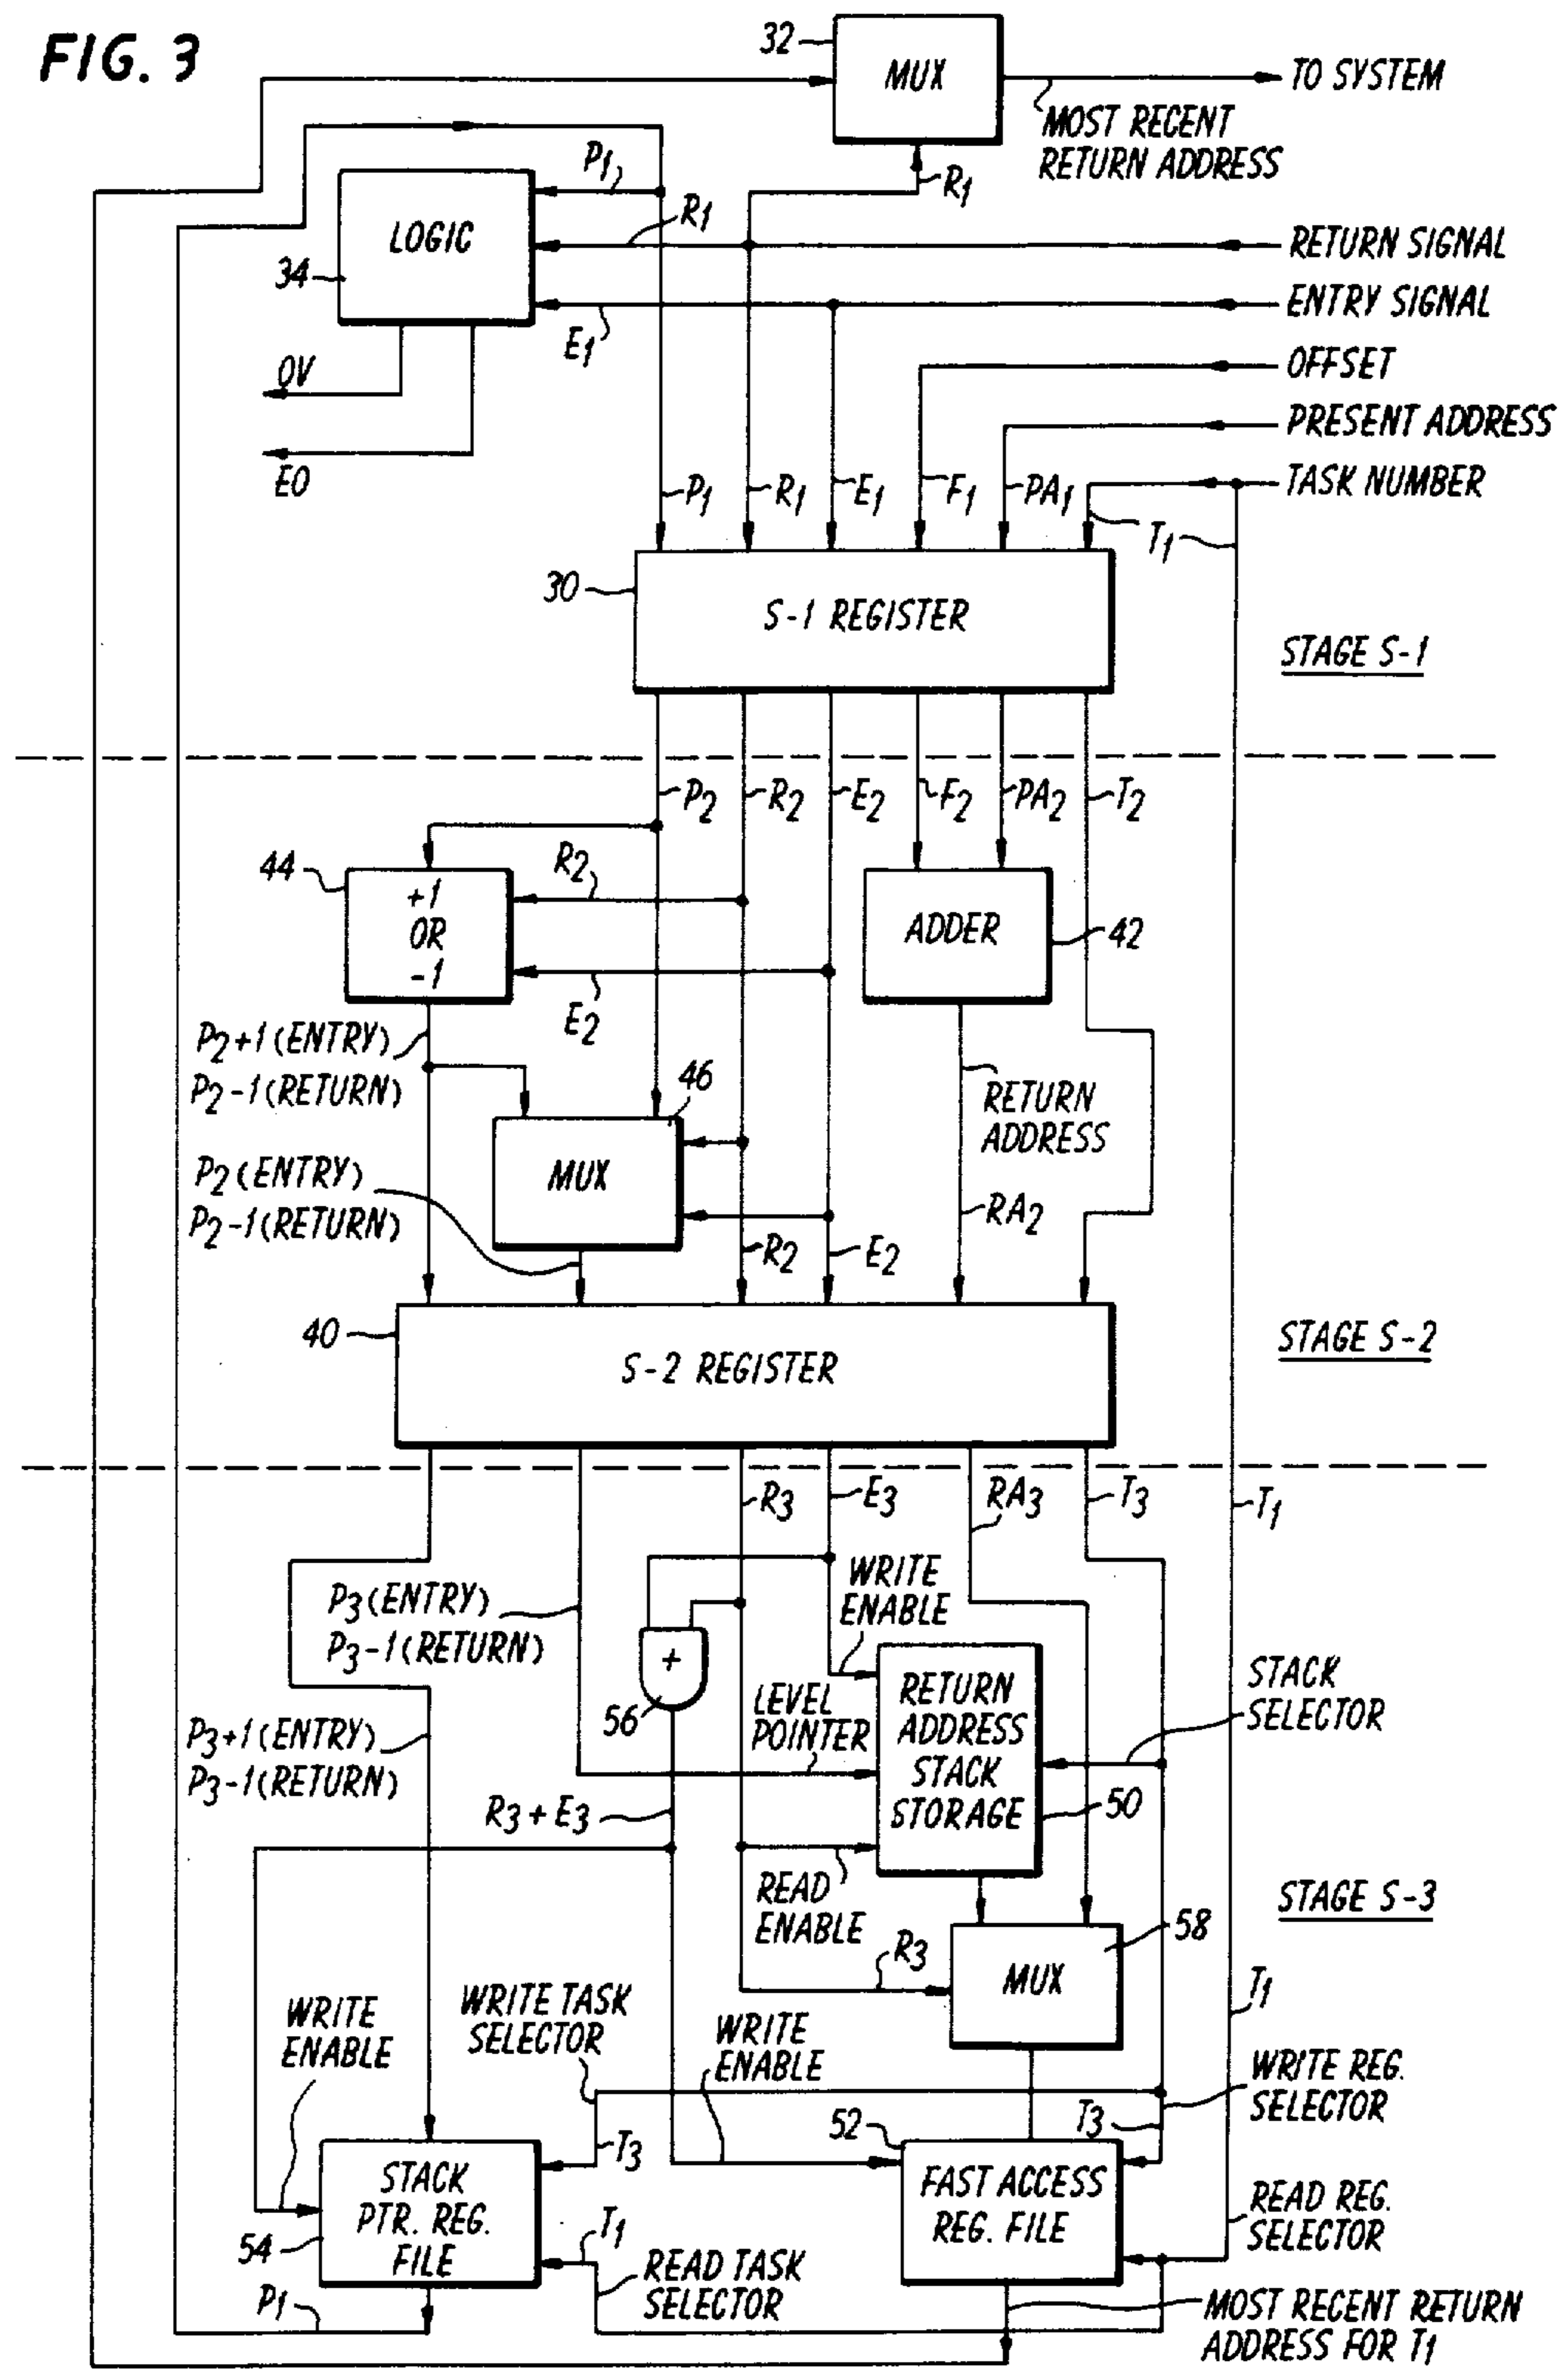 FIG. 3
32
MUX
TO SYSTEM
MOST RECENT
RETURN ADDRESS
P1
R1
R1
LOGIC
34
RETURN SIGNAL
ENTRY SIGNAL
E1
OV
OFFSET
PRESENT ADDRESS
EO
TASK NUMBER
P1
R1
E1
F1
PA1
T1
30
S-1 REGISTER
STAGE S-1
P2
R2
E2
F2
PA2
T2
44
R2
+1
OR
-1
ADDER
42
E2
P2+1 (ENTRY)
P2-1 (RETURN)
46
RETURN
ADDRESS
MUX
P2 (ENTRY)
P2-1 (RETURN)
RA2
R2
E2
40
S-2 REGISTER
STAGE S-2
R3
E3
RA3
T3
T1
P3 (ENTRY)
P3-1 (RETURN)
WRITE
ENABLE
+
56
LEVEL
POINTER
RETURN
ADDRESS
STACK
STORAGE
STACK
SELECTOR
50
P3+1 (ENTRY)
P3-1 (RETURN)
R3 + E3
READ
ENABLE
STAGE S-3
58
R3
MUX
T1
WRITE
ENABLE
WRITE TASK
SELECTOR
WRITE
ENABLE
WRITE REG.
SELECTOR
52
T3
T3
STACK
PTR. REG.
FILE
54
FAST ACCESS
REG. FILE
READ REG.
SELECTOR
T1
READ TASK
SELECTOR
P1
MOST RECENT RETURN
ADDRESS FOR T1